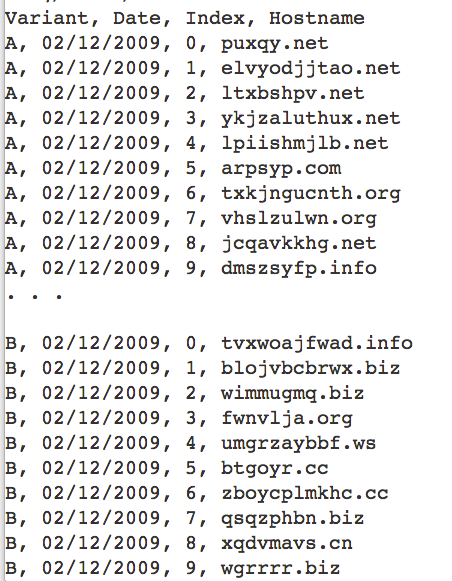 Variant, Date, Index, Hostname
A, 02/12/2009, 0, puxqy.net
A, 02/12/2009, 1, elvyodjjtao.net
A, 02/12/2009, 2, ltxbshpv.net
A, 02/12/2009, 3, ykjzaluthux.net
A, 02/12/2009, 4, lpiishmjlb.net
A, 02/12/2009, 5, arpsyp.com
A, 02/12/2009, 6, txkjngucnth.org
A, 02/12/2009, 7, vhslzulwn.org
A, 02/12/2009, 8, jcqavkkhg.net
A, 02/12/2009, 9, dmszsyfp.info
. . .
B, 02/12/2009, 0, tvxwoajfwad.info
B, 02/12/2009, 1, blojvbcbrwx.biz
B, 02/12/2009, 2, wimmugmq.biz
B, 02/12/2009, 3, fwnvlja.org
B, 02/12/2009, 4, umgrzaybbf.ws
B, 02/12/2009, 5, btgoyr.cc
B, 02/12/2009, 6, zboycplmkhc.cc
B, 02/12/2009, 7, qsqzphbn.biz
B, 02/12/2009, 8, xqdvmavs.cn
B, 02/12/2009, 9, wgrrrr.biz